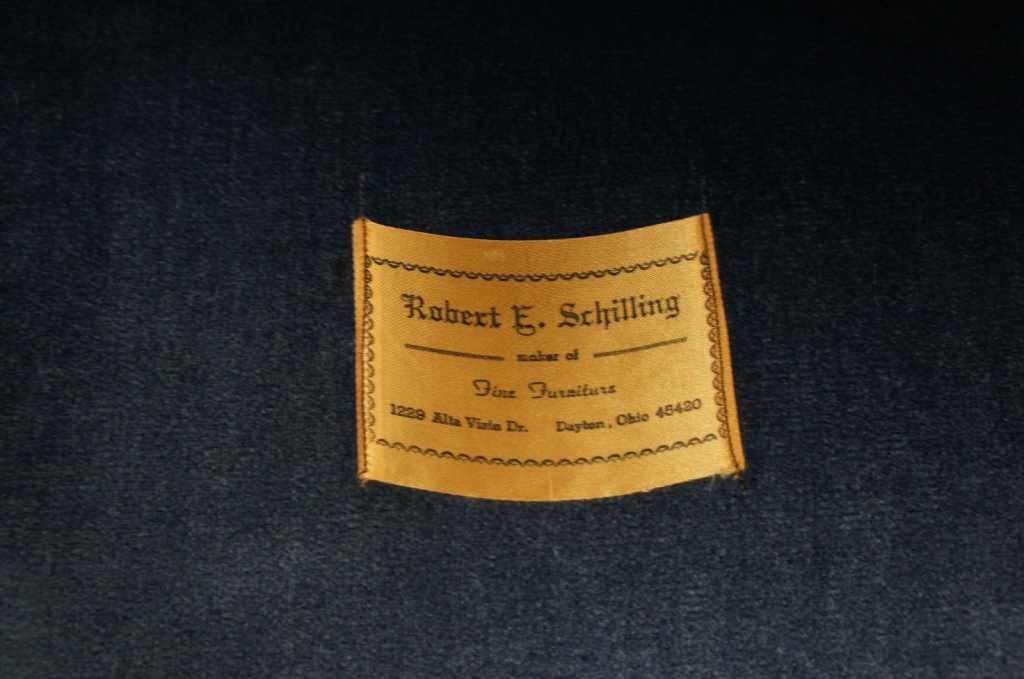 Robert E. Schilling
maker of
Fine Furniture
1229 Alta Vista Dr. Dayton, Ohio 45420